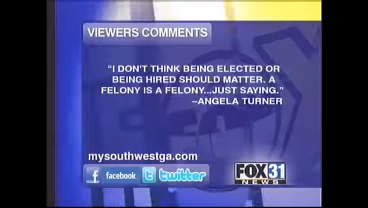 VIEWERS COMMENTS
“I DON'T THINK BEING ELECTED OR
BEING HIRED SHOULD MATTER. A
FELONY IS A FELONY...JUST SAYING.”
–ANGELA TURNER
mysouthwestga.com
f facebook t twitter
FOX 31
NEWS